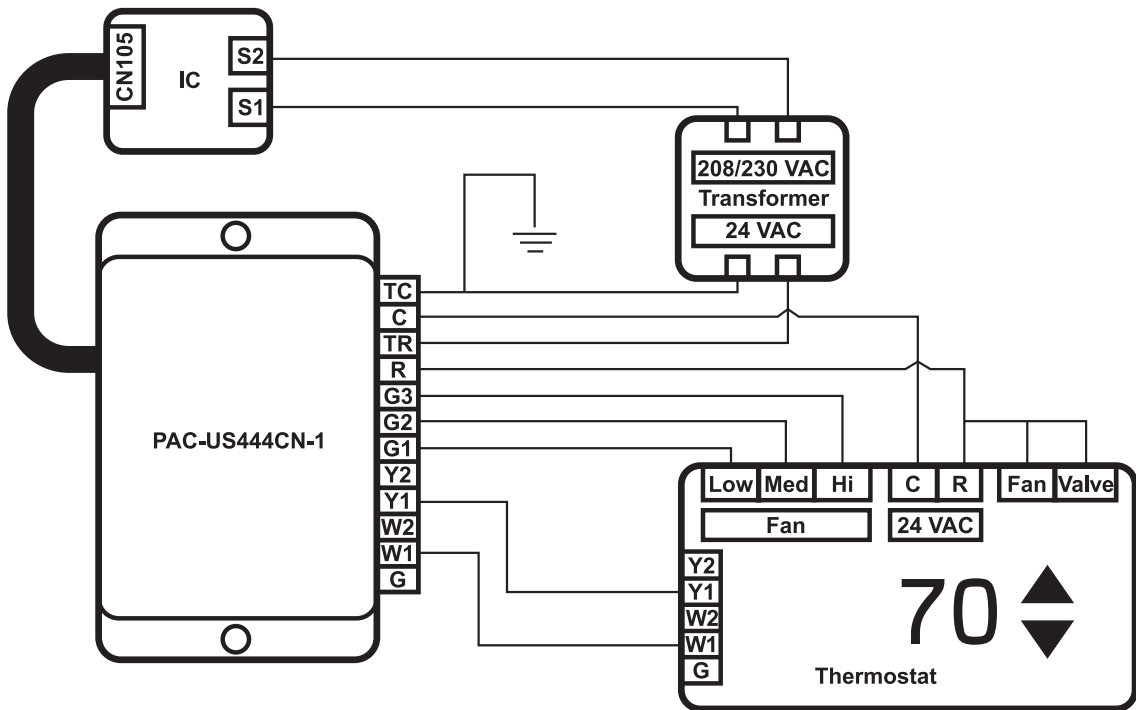 CN105
IC
S2
S1
208/230 VAC
Transformer
24 VAC
PAC-US444CN-1
TC
C
TR
R
G3
G2
G1
Y2
Y1
W2
W1
G
Low Med Hi C R Fan Valve
Fan 24 VAC
Y2
Y1
W2
W1
G
70
Thermostat